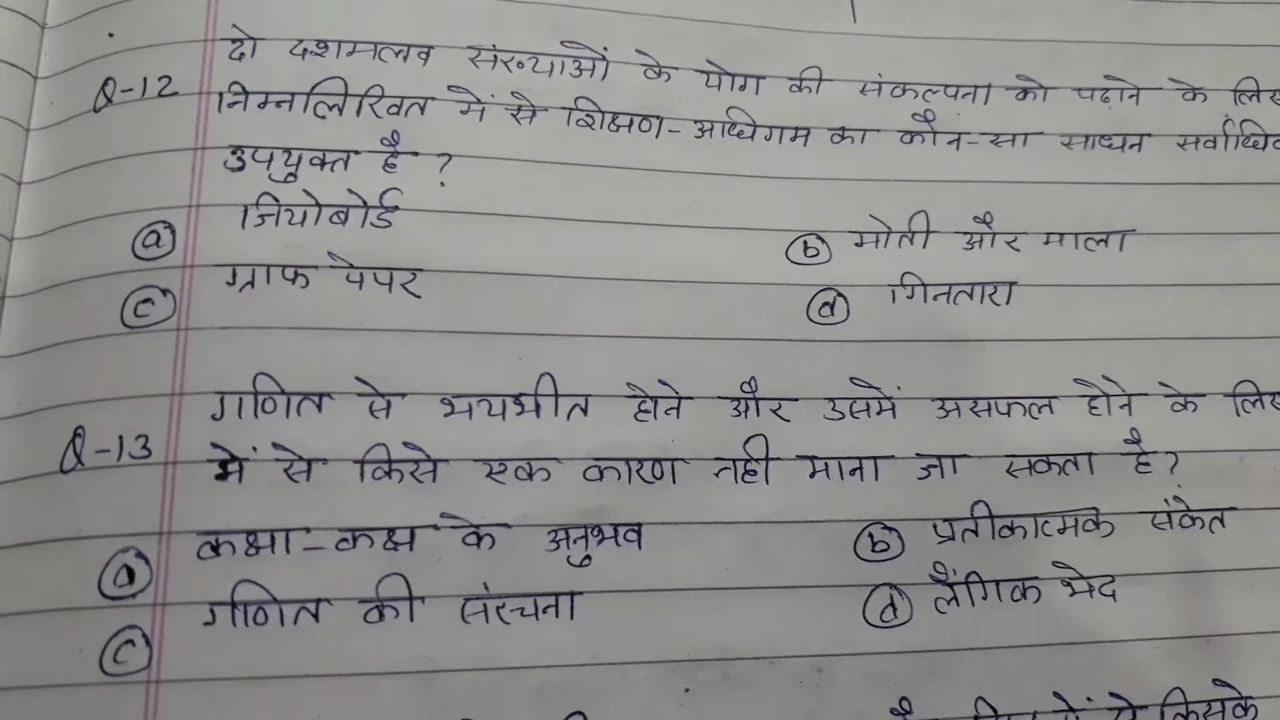 दो दशमलव संख्याओं के योग की संकल्पना को पढ़ाने के लिए
Q-12 निम्नलिखित में से शिक्षण-अधिगम का कौन-सा साधन
उपयुक्त है ?
(a) जियोबोर्ड (b) मोती और माला
(c) ग्राफ पेपर (d) गिनतारा
गणित से भयभीत होने और उसमें असफल होने के लिए
Q-13 में से किसे एक कारण नही माना जा सकता है?
(a) कक्षा-कक्ष के अनुभव (b) प्रतीकात्मक संकेत
(c) गणित की संरचना (d) लैंगिक भेद